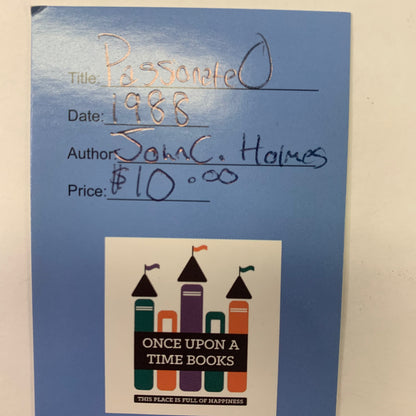 Title: Passonate O
Date: 1988
Author: John C. Holmes
Price: $10.00
ONCE UPON A
TIME BOOKS
THIS PLACE IS FULL OF HAPPINESS